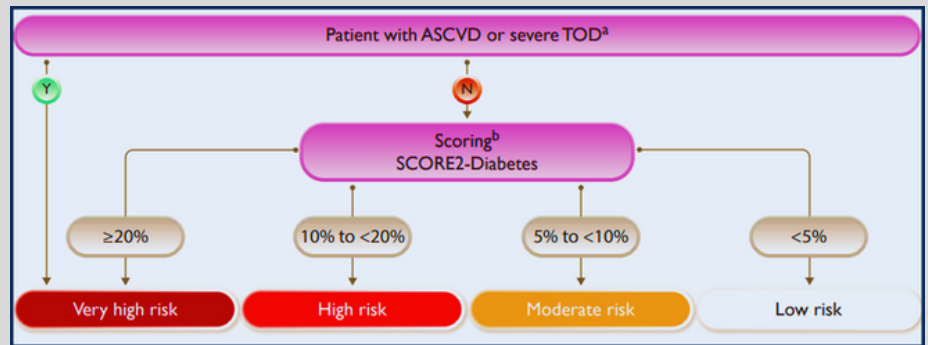 Patient with ASCVD or severe TODᵃ
Y
N
Scoringᵇ
SCORE2-Diabetes
≥20%
10% to <20%
5% to <10%
<5%
Very high risk
High risk
Moderate risk
Low risk